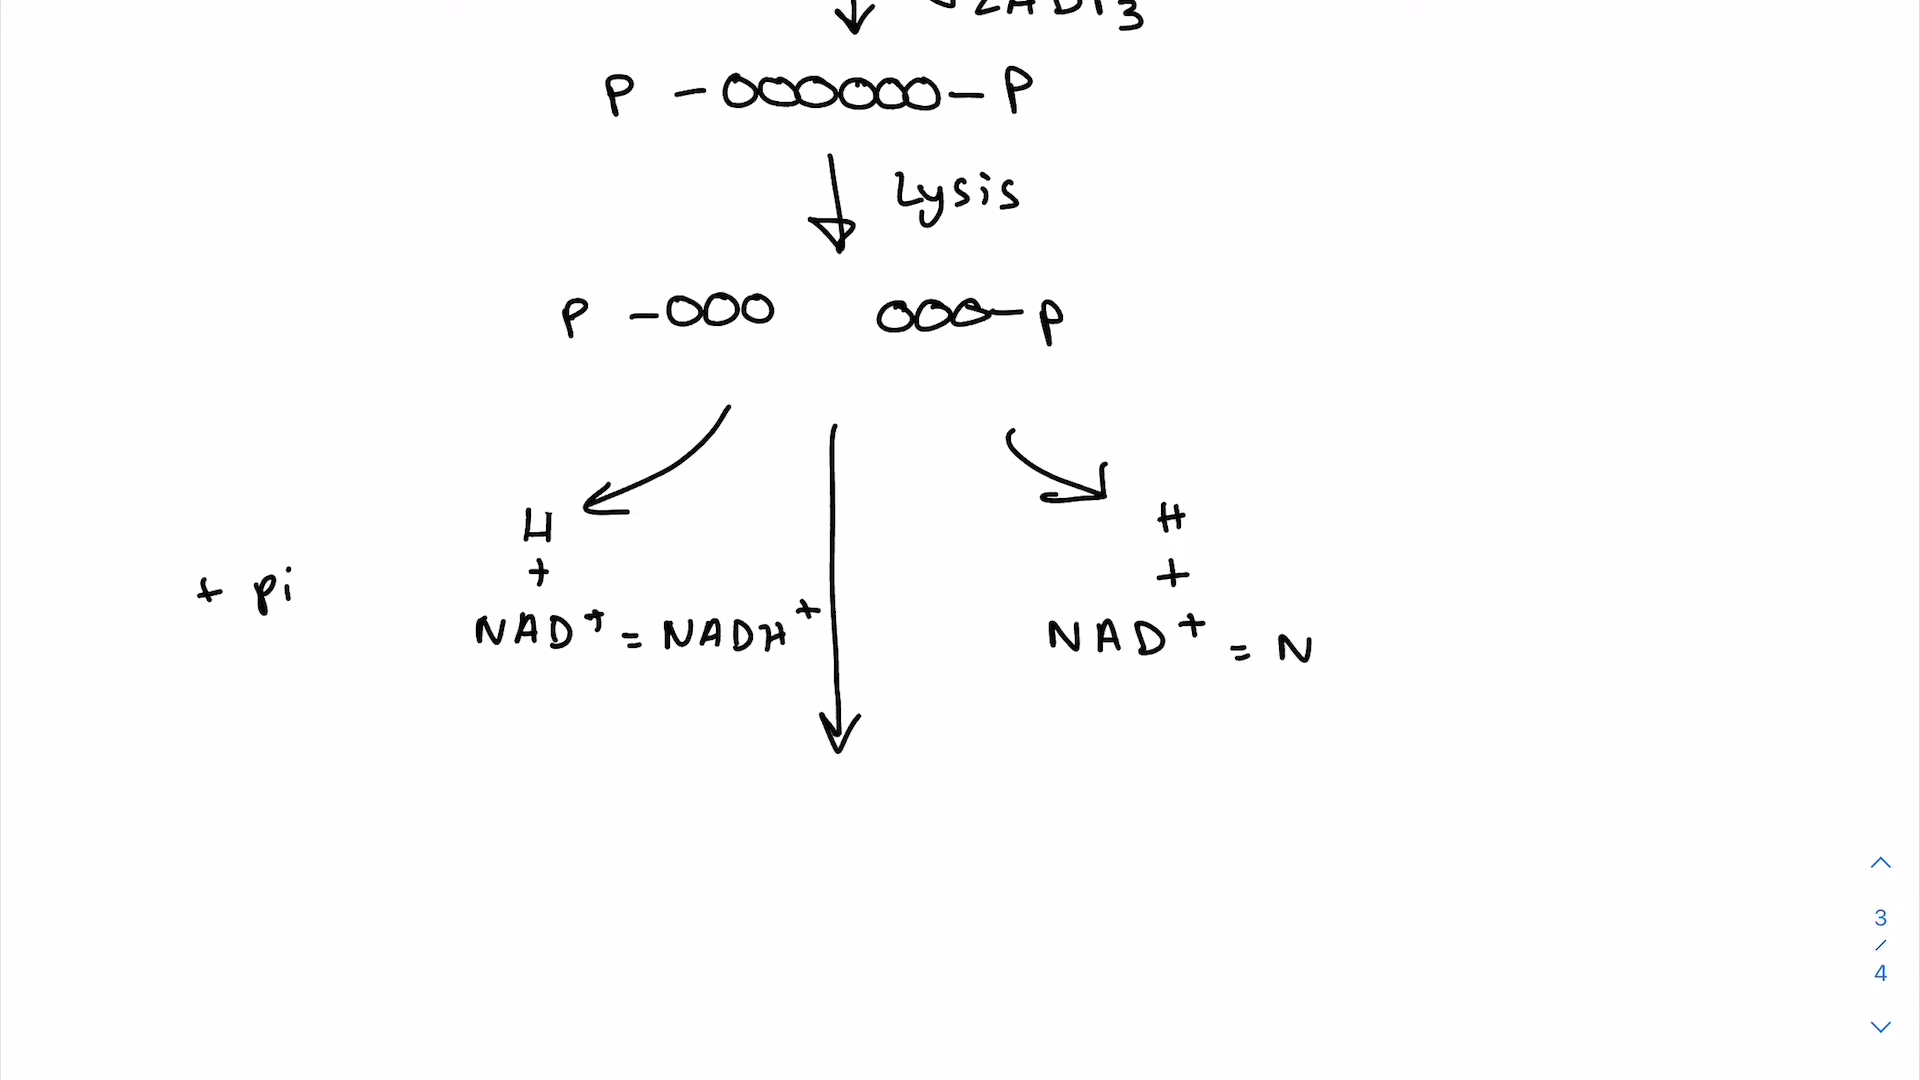 P - OOOOOO - P
Lysis
P - OOO OOO - P
H H
+ +
+ pi
NAD⁺ = NADH⁺ NAD⁺ = N
3
/
4